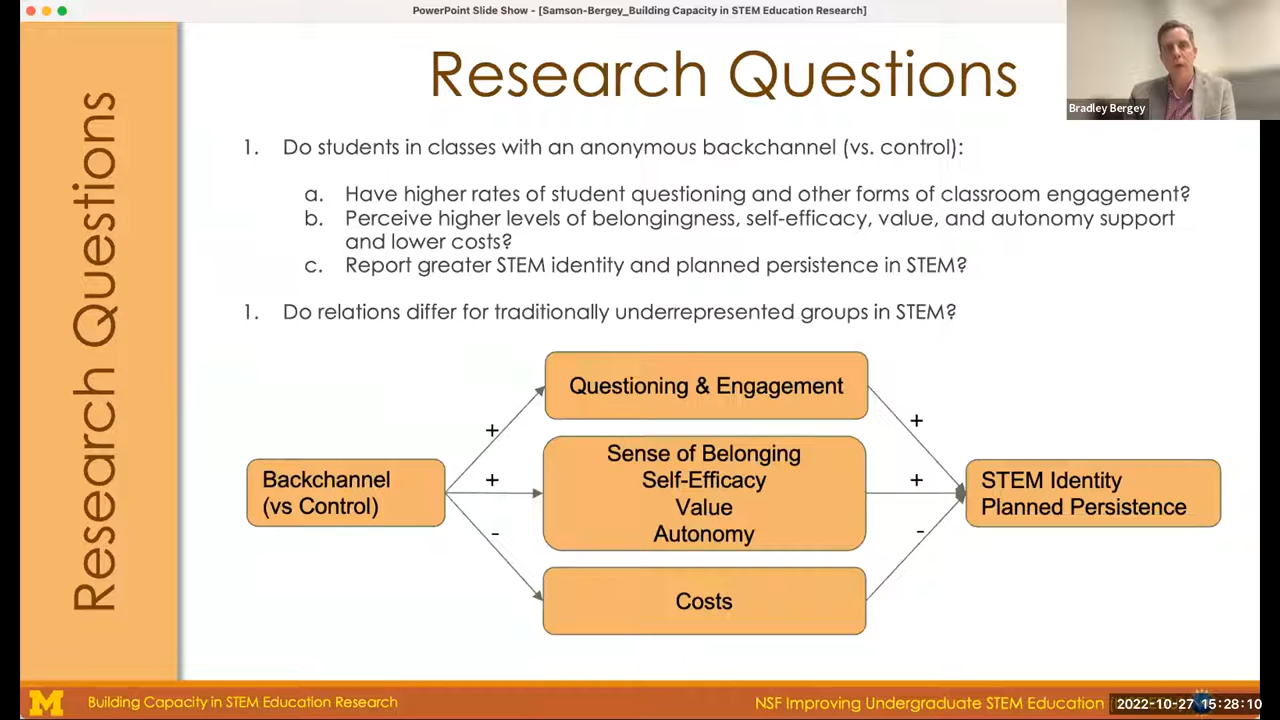 PowerPoint Slide Show - [Samson-Bergey_Building Capacity in STEM Education Research]
Research Questions
Research Questions
Bradley Bergey
1. Do students in classes with an anonymous backchannel (vs. control):
a. Have higher rates of student questioning and other forms of classroom engagement?
b. Perceive higher levels of belongingness, self-efficacy, value, and autonomy support
and lower costs?
c. Report greater STEM identity and planned persistence in STEM?
1. Do relations differ for traditionally underrepresented groups in STEM?
Questioning & Engagement
+
+
Backchannel
(vs Control)
+
Sense of Belonging
Self-Efficacy
Value
Autonomy
+
STEM Identity
Planned Persistence
-
-
Costs
M
Building Capacity in STEM Education Research
NSF Improving Undergraduate STEM Education
2022-10-27 15:28:10